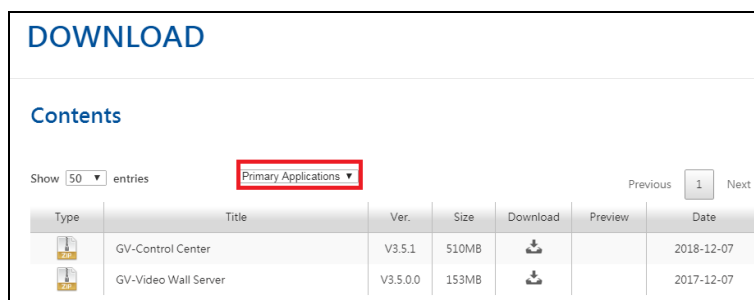 DOWNLOAD
Contents
Show 50 entries Primary Applications Previous 1 Next
Type Title Ver. Size Download Preview Date
ZIP GV-Control Center V3.5.1 510MB 2018-12-07
ZIP GV-Video Wall Server V3.5.0.0 153MB 2017-12-07